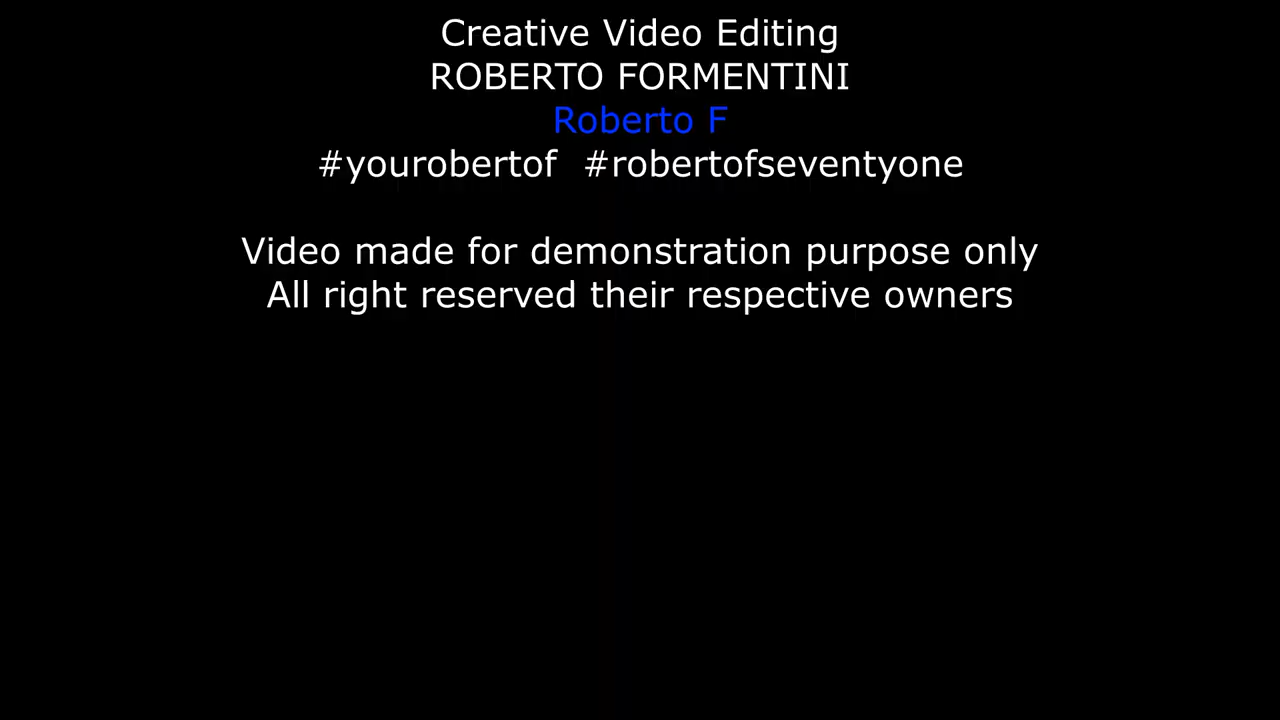 Creative Video Editing
ROBERTO FORMENTINI
Roberto F
#yourobertof #robertofseventyone
Video made for demonstration purpose only
All right reserved their respective owners